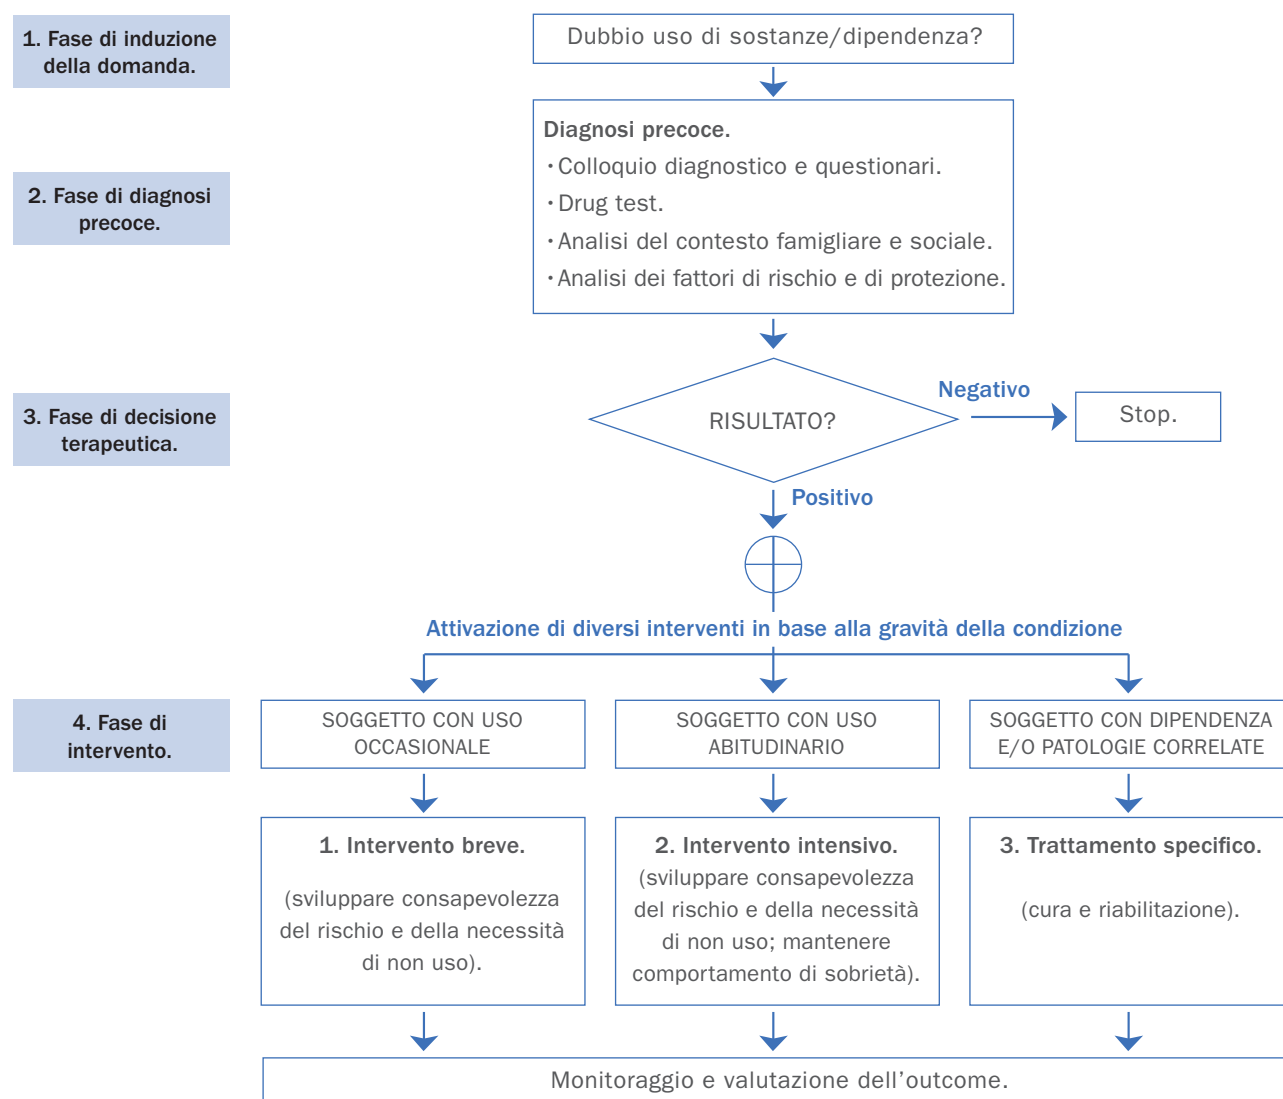 1. Fase di induzione
della domanda.
Dubbio uso di sostanze/dipendenza?
2. Fase di diagnosi
precoce.
Diagnosi precoce.
· Colloquio diagnostico e questionari.
· Drug test.
· Analisi del contesto famigliare e sociale.
· Analisi dei fattori di rischio e di protezione.
3. Fase di decisione
terapeutica.
RISULTATO?
Negativo
Stop.
Positivo
Attivazione di diversi interventi in base alla gravità della condizione
4. Fase di
intervento.
SOGGETTO CON USO
OCCASIONALE
SOGGETTO CON USO
ABITUDINARIO
SOGGETTO CON DIPENDENZA
E/O PATOLOGIE CORRELATE
1. Intervento breve.
(sviluppare consapevolezza
del rischio e della necessità
di non uso).
2. Intervento intensivo.
(sviluppare consapevolezza
del rischio e della necessità
di non uso; mantenere
comportamento di sobrietà).
3. Trattamento specifico.
(cura e riabilitazione).
Monitoraggio e valutazione dell’outcome.